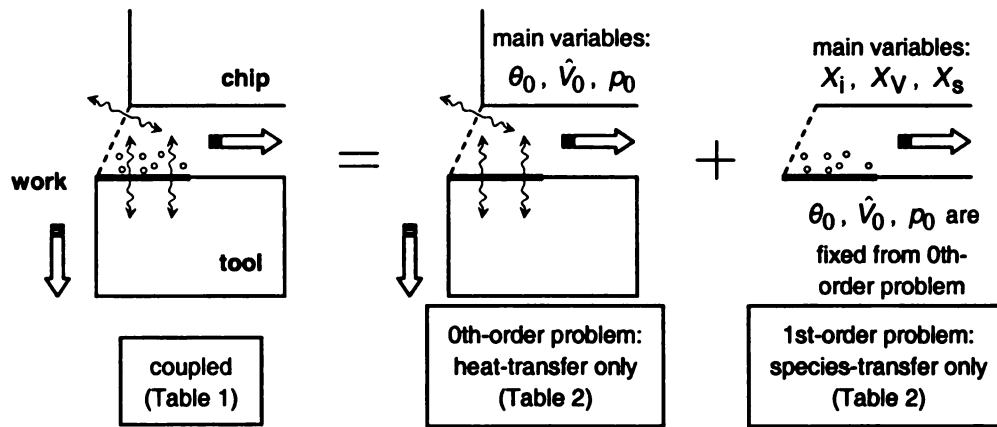 chip
work
tool
coupled
(Table 1)
=
main variables:
θ₀, V̂₀, p₀
0th-order problem:
heat-transfer only
(Table 2)
+
main variables:
Xᵢ, X_V, Xₛ
θ₀, V̂₀, p₀ are
fixed from 0th-
order problem
1st-order problem:
species-transfer only
(Table 2)